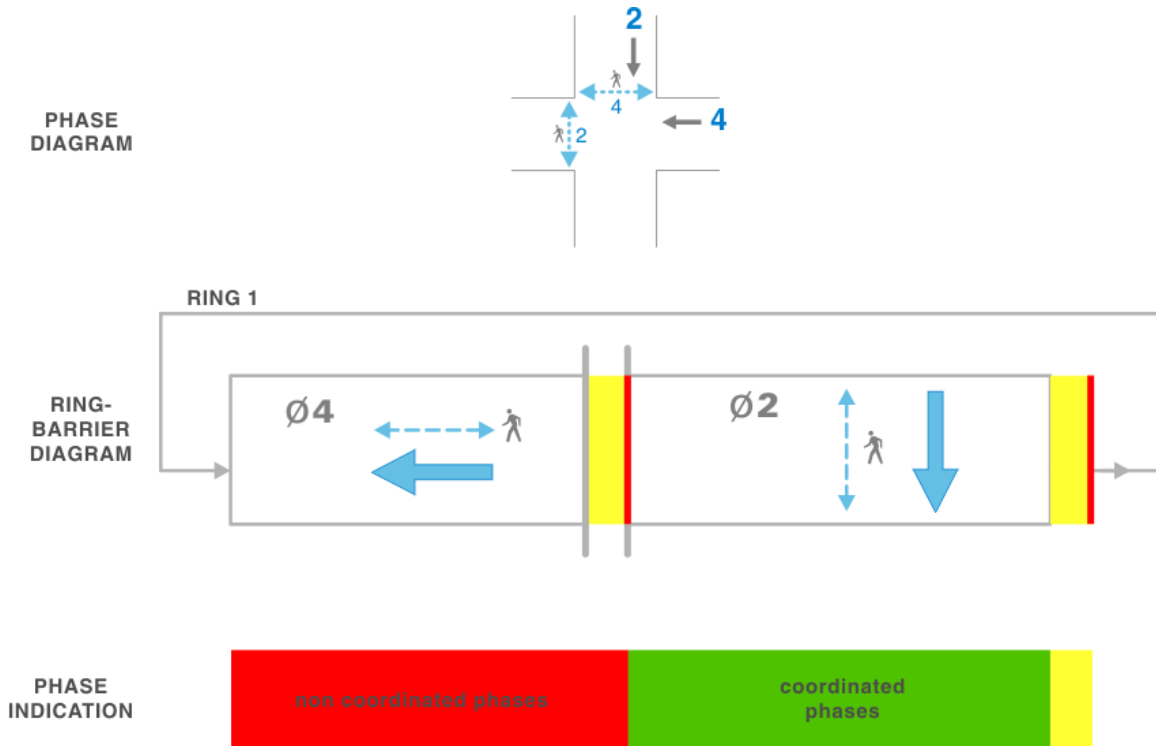 2
4
PHASE
DIAGRAM
2
4
RING 1
RING-
BARRIER
DIAGRAM
Ø4
Ø2
PHASE
INDICATION
non coordinated phases
coordinated
phases